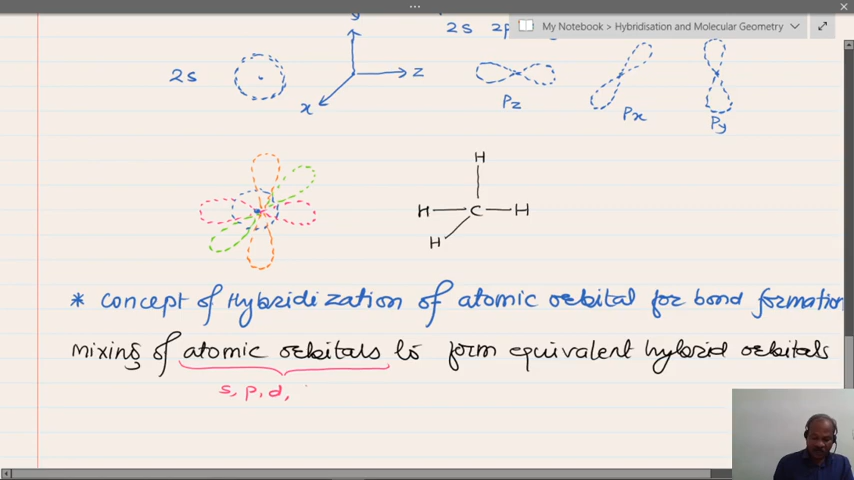 My Notebook > Hybridisation and Molecular Geometry
y
2s
2s
z
x
Pz
Px
Py
H
H C H
H
* Concept of Hybridization of atomic orbital for bond formation
mixing of atomic orbitals to form equivalent hybrid orbitals
s, p, d,